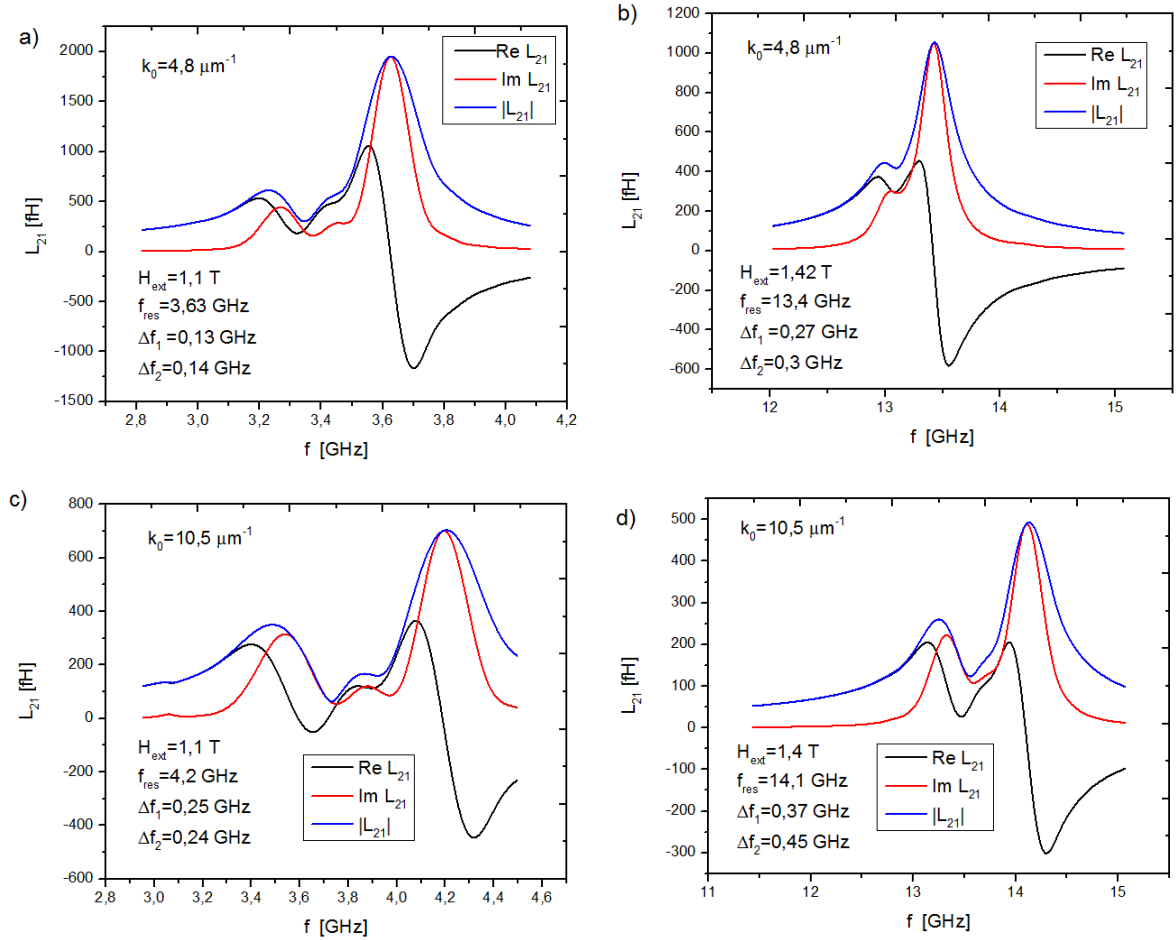 a)
k₀=4,8 μm⁻¹
Re L₂₁
Im L₂₁
|L₂₁|
L₂₁ [fH]
2000
1500
1000
500
0
-500
-1000
-1500
H_ext=1,1 T
f_res=3,63 GHz
Δf₁=0,13 GHz
Δf₂=0,14 GHz
2,8 3,0 3,2 3,4 3,6 3,8 4,0 4,2
f [GHz]
b)
k₀=4,8 μm⁻¹
Re L₂₁
Im L₂₁
|L₂₁|
L₂₁ [fH]
1200
1000
800
600
400
200
0
-200
-400
-600
H_ext=1,42 T
f_res=13,4 GHz
Δf₁=0,27 GHz
Δf₂=0,3 GHz
12 13 14 15
f [GHz]
c)
k₀=10,5 μm⁻¹
L₂₁ [fH]
800
600
400
200
0
-200
-400
-600
H_ext=1,1 T
f_res=4,2 GHz
Δf₁=0,25 GHz
Δf₂=0,24 GHz
Re L₂₁
Im L₂₁
|L₂₁|
2,8 3,0 3,2 3,4 3,6 3,8 4,0 4,2 4,4 4,6
f [GHz]
d)
k₀=10,5 μm⁻¹
L₂₁ [fH]
500
400
300
200
100
0
-100
-200
-300
H_ext=1,4 T
f_res=14,1 GHz
Δf₁=0,37 GHz
Δf₂=0,45 GHz
Re L₂₁
Im L₂₁
|L₂₁|
11 12 13 14 15
f [GHz]